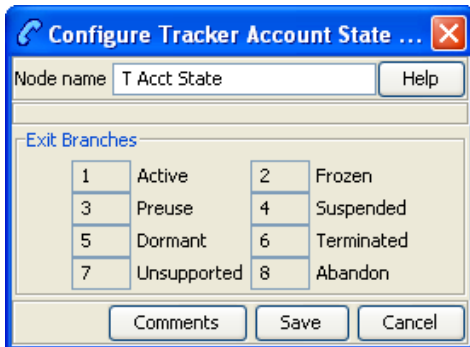 Configure Tracker Account State ...
Node name T Acct State Help
Exit Branches
1 Active 2 Frozen
3 Preuse 4 Suspended
5 Dormant 6 Terminated
7 Unsupported 8 Abandon
Comments Save Cancel